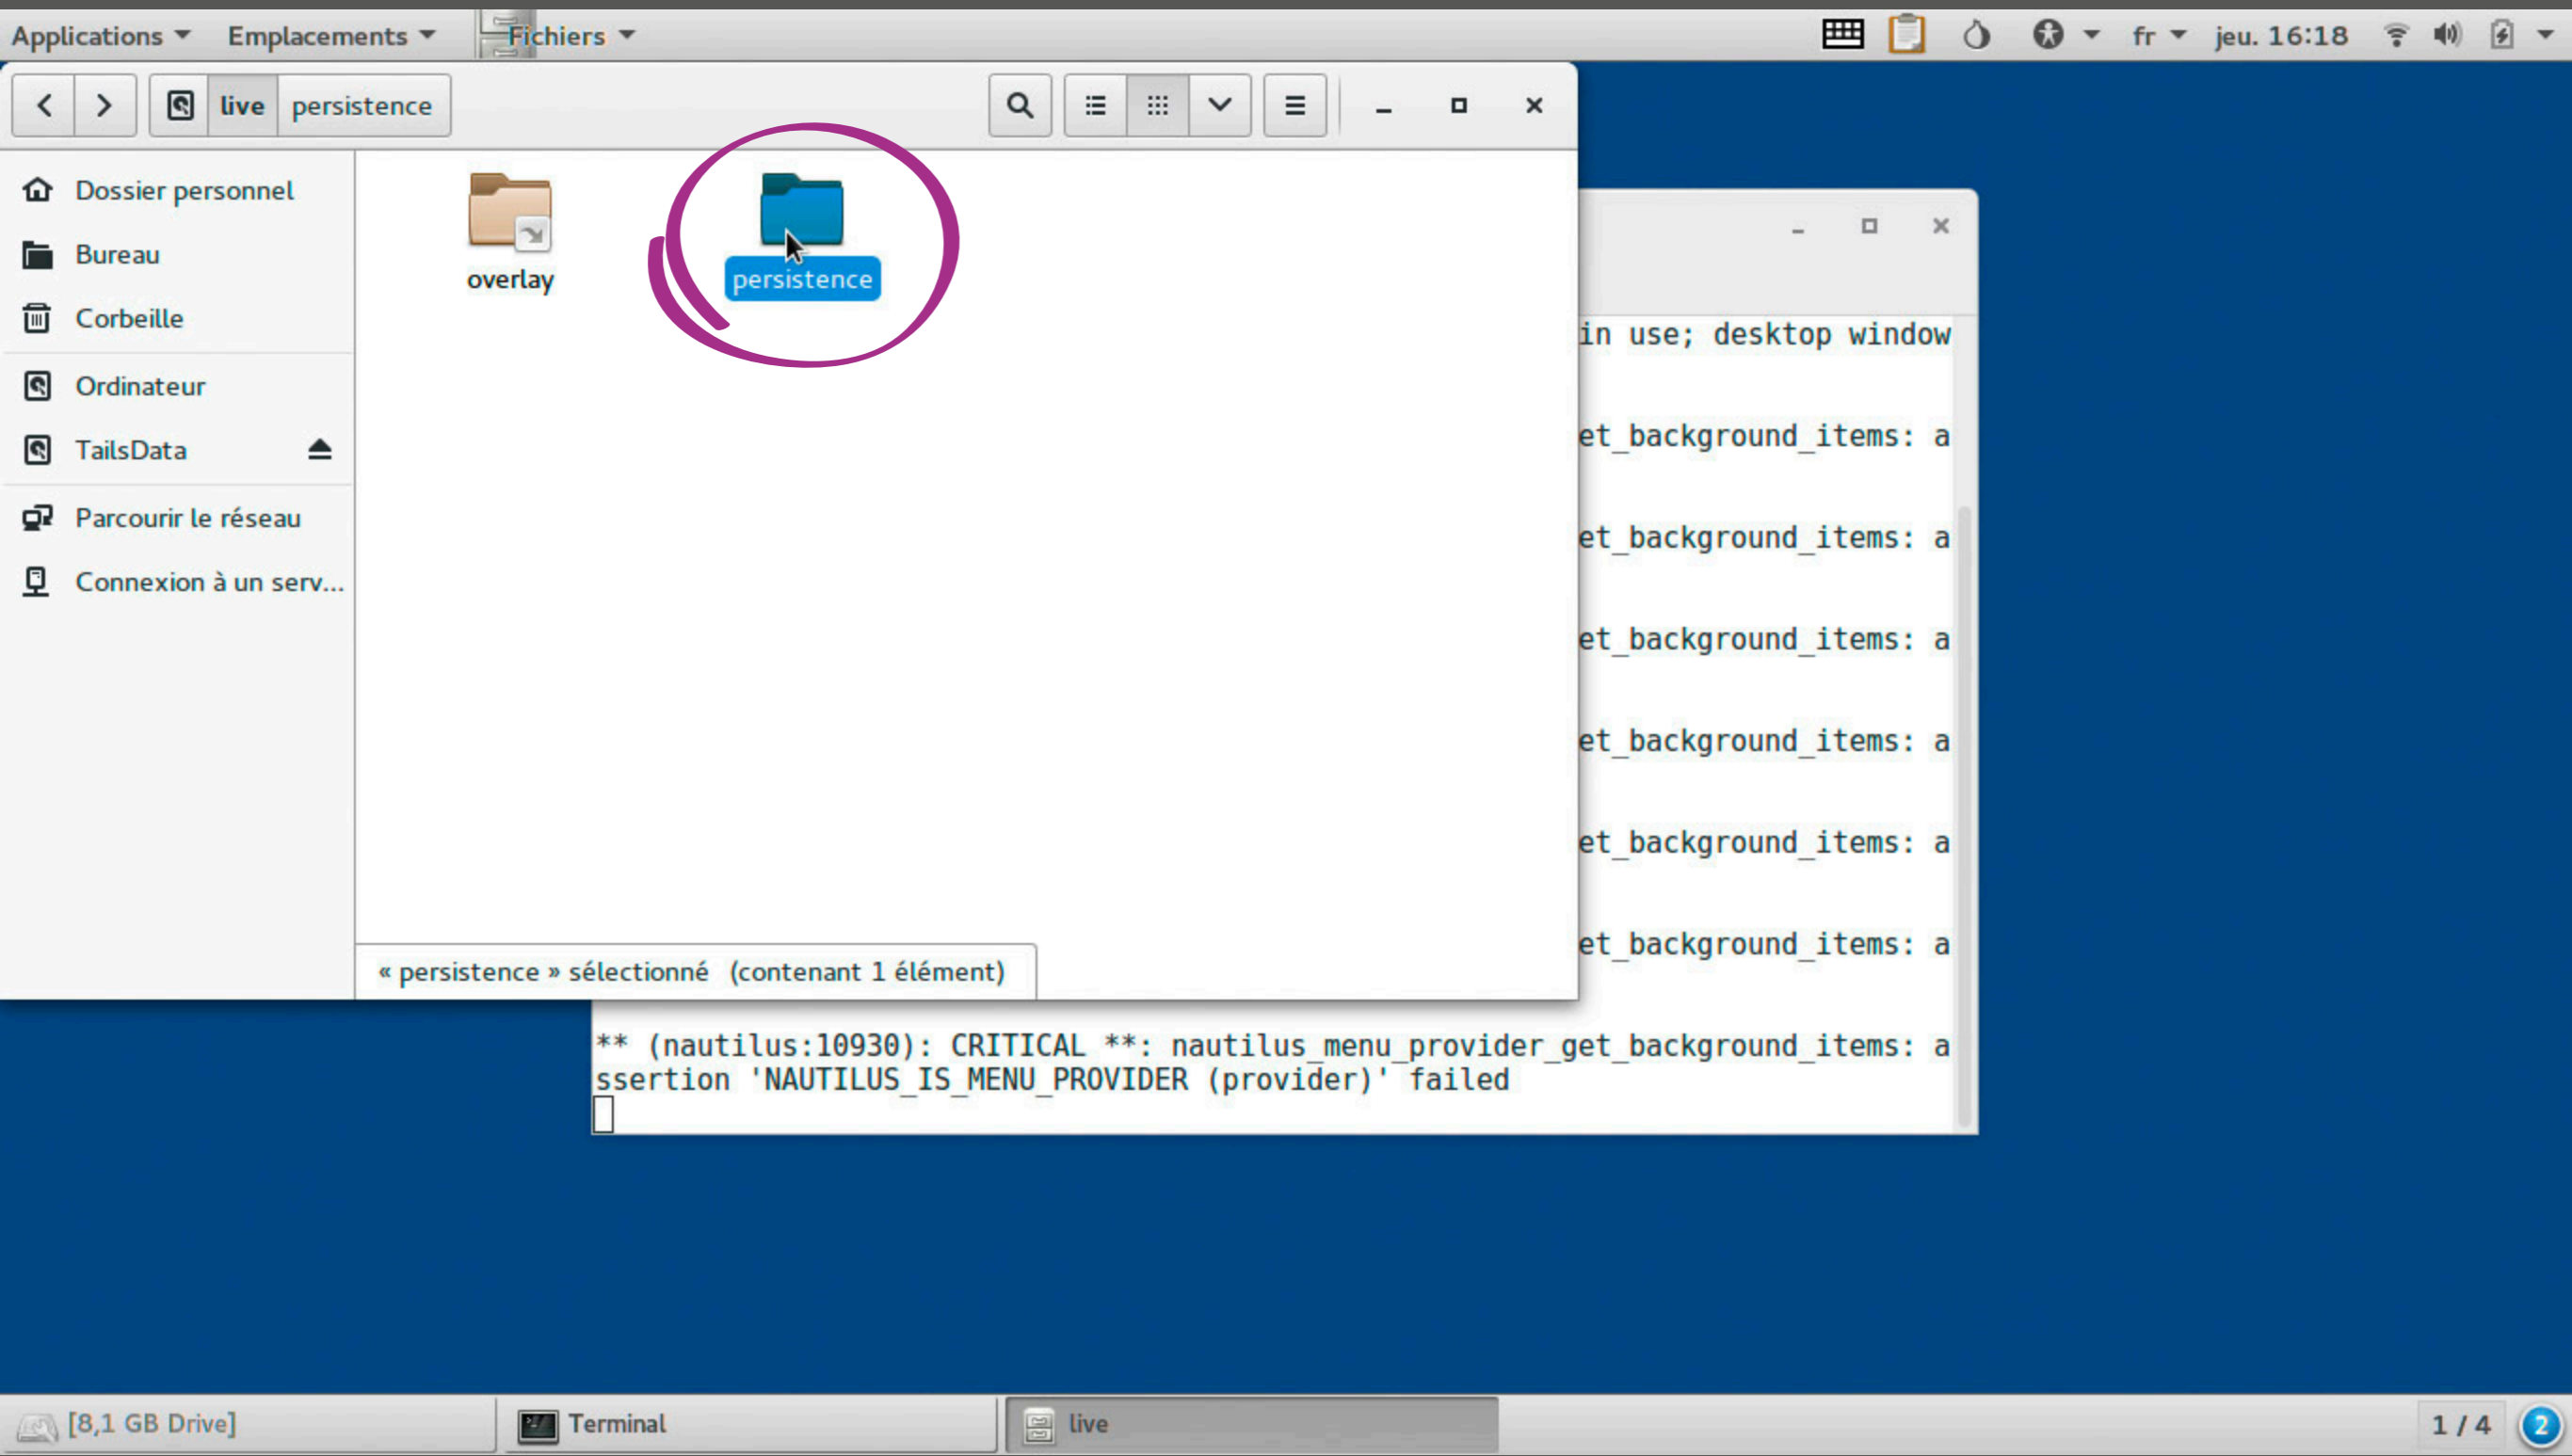 Applications Emplacements Fichiers fr jeu. 16:18
live persistence
Dossier personnel
Bureau
Corbeille
Ordinateur
TailsData
Parcourir le réseau
Connexion à un serv...
overlay
persistence
« persistence » sélectionné (contenant 1 élément)
in use; desktop window
et_background_items: a
et_background_items: a
et_background_items: a
et_background_items: a
et_background_items: a
et_background_items: a
** (nautilus:10930): CRITICAL **: nautilus_menu_provider_get_background_items: a
ssertion 'NAUTILUS_IS_MENU_PROVIDER (provider)' failed
[8,1 GB Drive] Terminal live 1 / 4 2